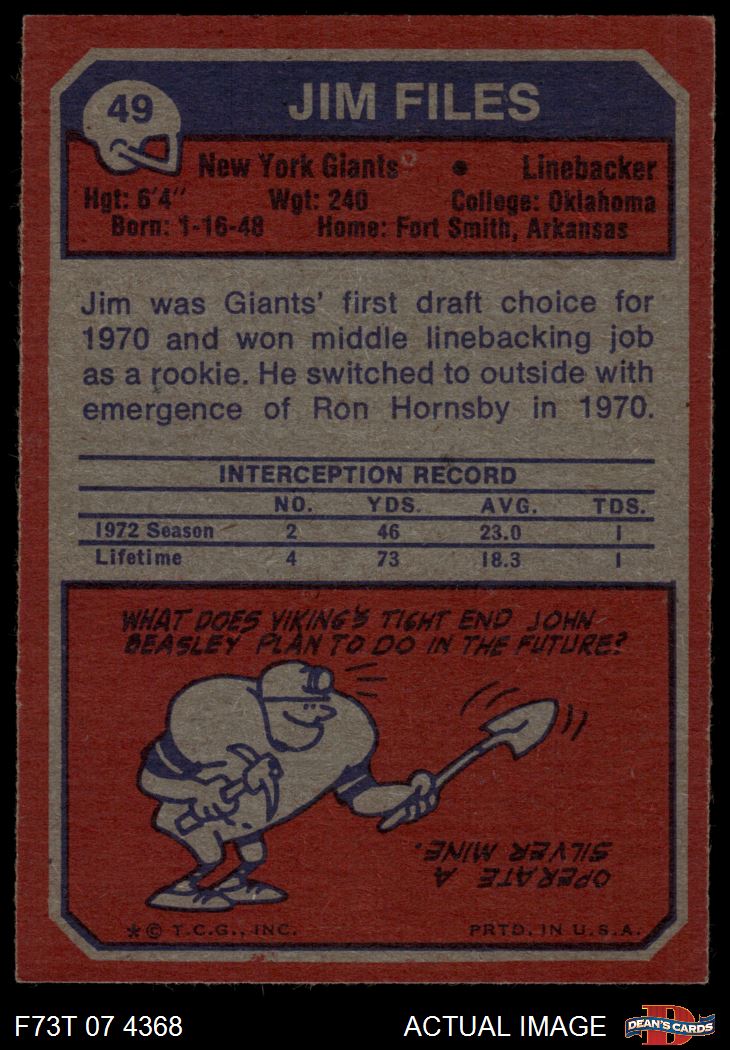 49
JIM FILES
New York Giants • Linebacker
Hgt: 6'4" Wgt: 240 College: Oklahoma
Born: 1-16-48 Home: Fort Smith, Arkansas
Jim was Giants' first draft choice for
1970 and won middle linebacking job
as a rookie. He switched to outside with
emergence of Ron Hornsby in 1970.
INTERCEPTION RECORD
NO. YDS. AVG. TDS.
1972 Season 2 46 23.0 1
Lifetime 4 73 18.3 1
WHAT DOES VIKING'S TIGHT END JOHN
BEASLEY PLAN TO DO IN THE FUTURE?
OPERATE A
SILVER MINE.
* © T.C.G., INC. PRTD. IN U.S.A.
F73T 07 4368 ACTUAL IMAGE
D
DEAN'S CARDS